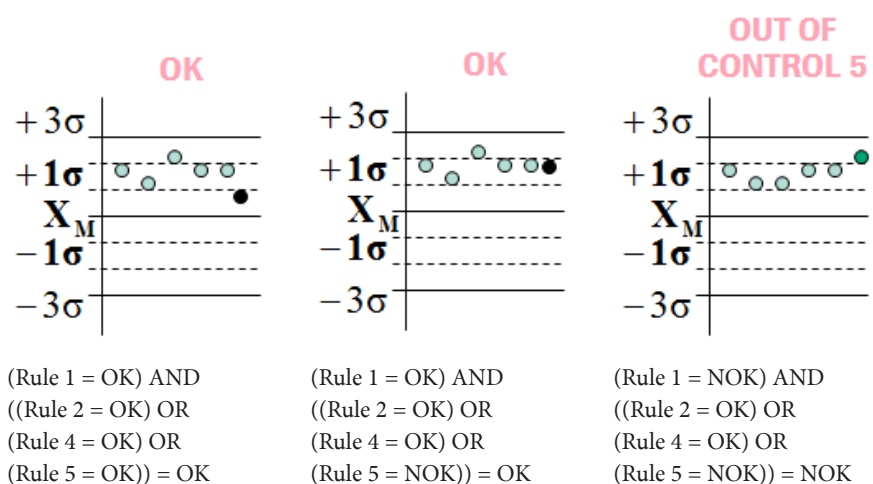 OK
+3σ
+1σ
X_M
−1σ
−3σ
(Rule 1 = OK) AND
((Rule 2 = OK) OR
(Rule 4 = OK) OR
(Rule 5 = OK)) = OK
OK
+3σ
+1σ
X_M
−1σ
−3σ
(Rule 1 = OK) AND
((Rule 2 = OK) OR
(Rule 4 = OK) OR
(Rule 5 = NOK)) = OK
OUT OF
CONTROL 5
+3σ
+1σ
X_M
−1σ
−3σ
(Rule 1 = NOK) AND
((Rule 2 = OK) OR
(Rule 4 = OK) OR
(Rule 5 = NOK)) = NOK